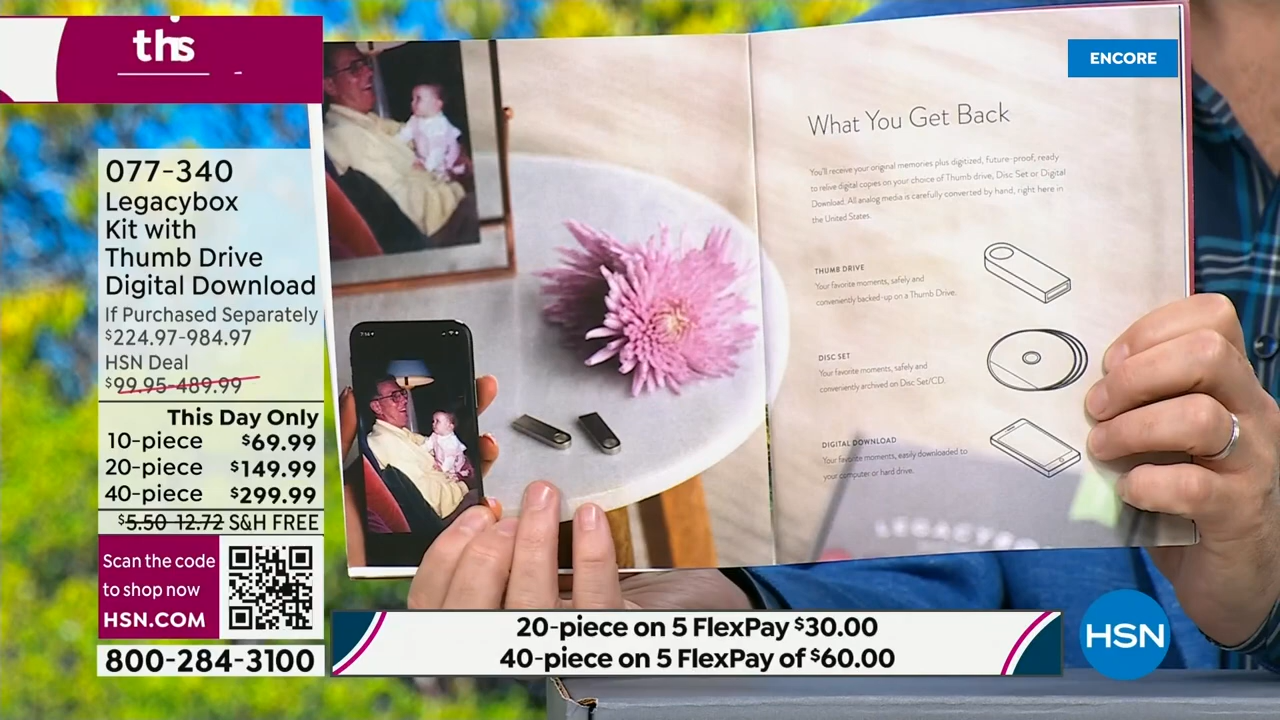 ths
077-340
Legacybox
Kit with
Thumb Drive
Digital Download
If Purchased Separately
$224.97-984.97
HSN Deal
$99.95-489.99
This Day Only
10-piece $69.99
20-piece $149.99
40-piece $299.99
$5.50-12.72 S&H FREE
Scan the code
to shop now
HSN.COM
800-284-3100
ENCORE
What You Get Back
You'll receive your original memories plus digitized, future-proof, ready
to relive digital copies on your choice of Thumb drive, Disc Set or Digital
Download. All analog media is carefully converted by hand, right here in
the United States.
THUMB DRIVE
Your favorite moments, safely and
conveniently backed-up on a Thumb Drive.
DISC SET
Your favorite moments, safely and
conveniently archived on Disc Set/CD.
DIGITAL DOWNLOAD
Your favorite moments, easily downloaded to
your computer or hard drive.
20-piece on 5 FlexPay $30.00
40-piece on 5 FlexPay of $60.00
HSN